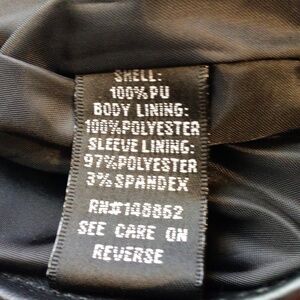 SHELL:
100% PU
BODY LINING:
100% POLYESTER
SLEEVE LINING:
97% POLYESTER
3% SPANDEX
RN#148862
SEE CARE ON
REVERSE